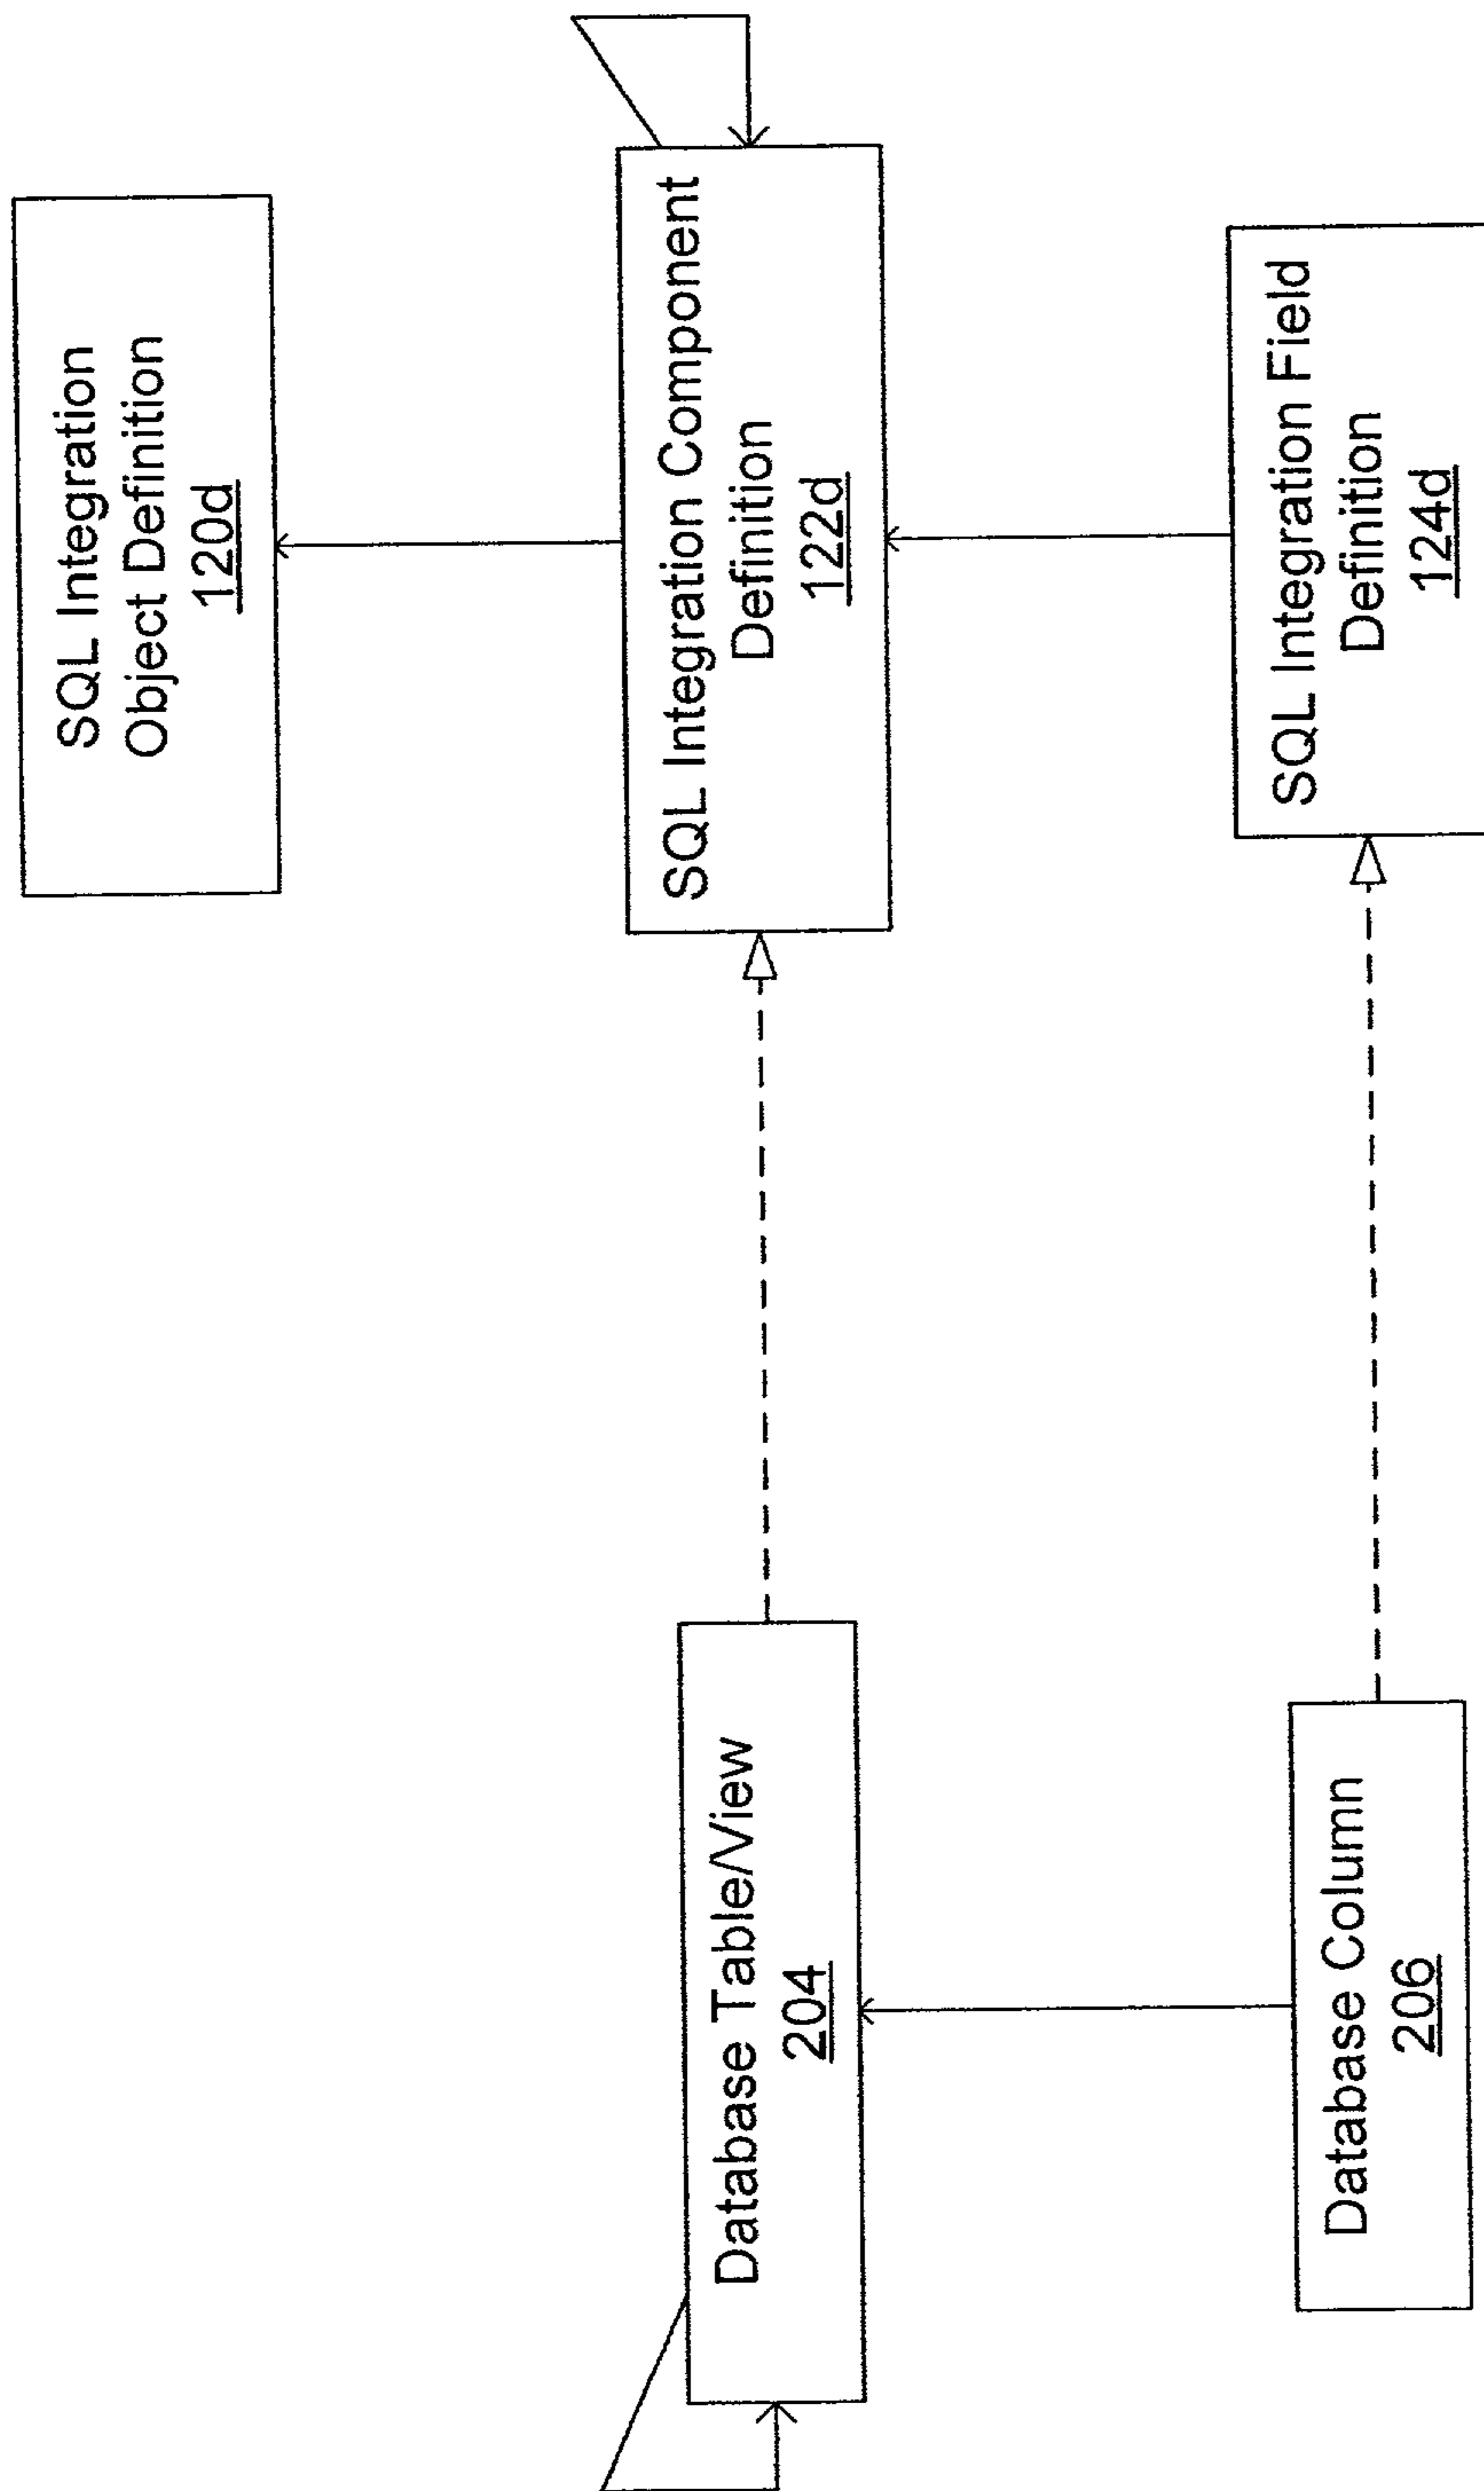 SQL Integration
Object Definition
120d
Database Table/View
204
SQL Integration Component
Definition
122d
Database Column
206
SQL Integration Field
Definition
124d